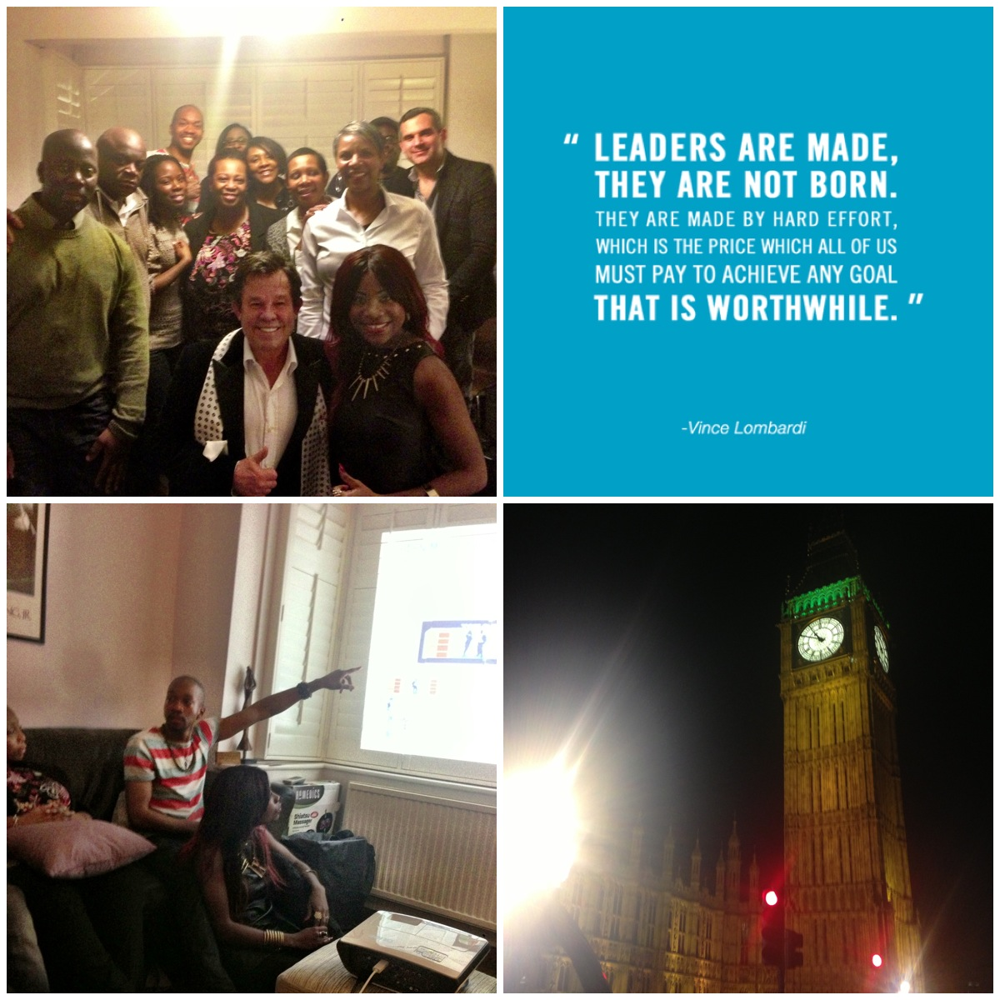 “ LEADERS ARE MADE,
THEY ARE NOT BORN.
THEY ARE MADE BY HARD EFFORT,
WHICH IS THE PRICE WHICH ALL OF US
MUST PAY TO ACHIEVE ANY GOAL
THAT IS WORTHWHILE. ”
-Vince Lombardi
HOMEDICS
Shiatsu
Massager